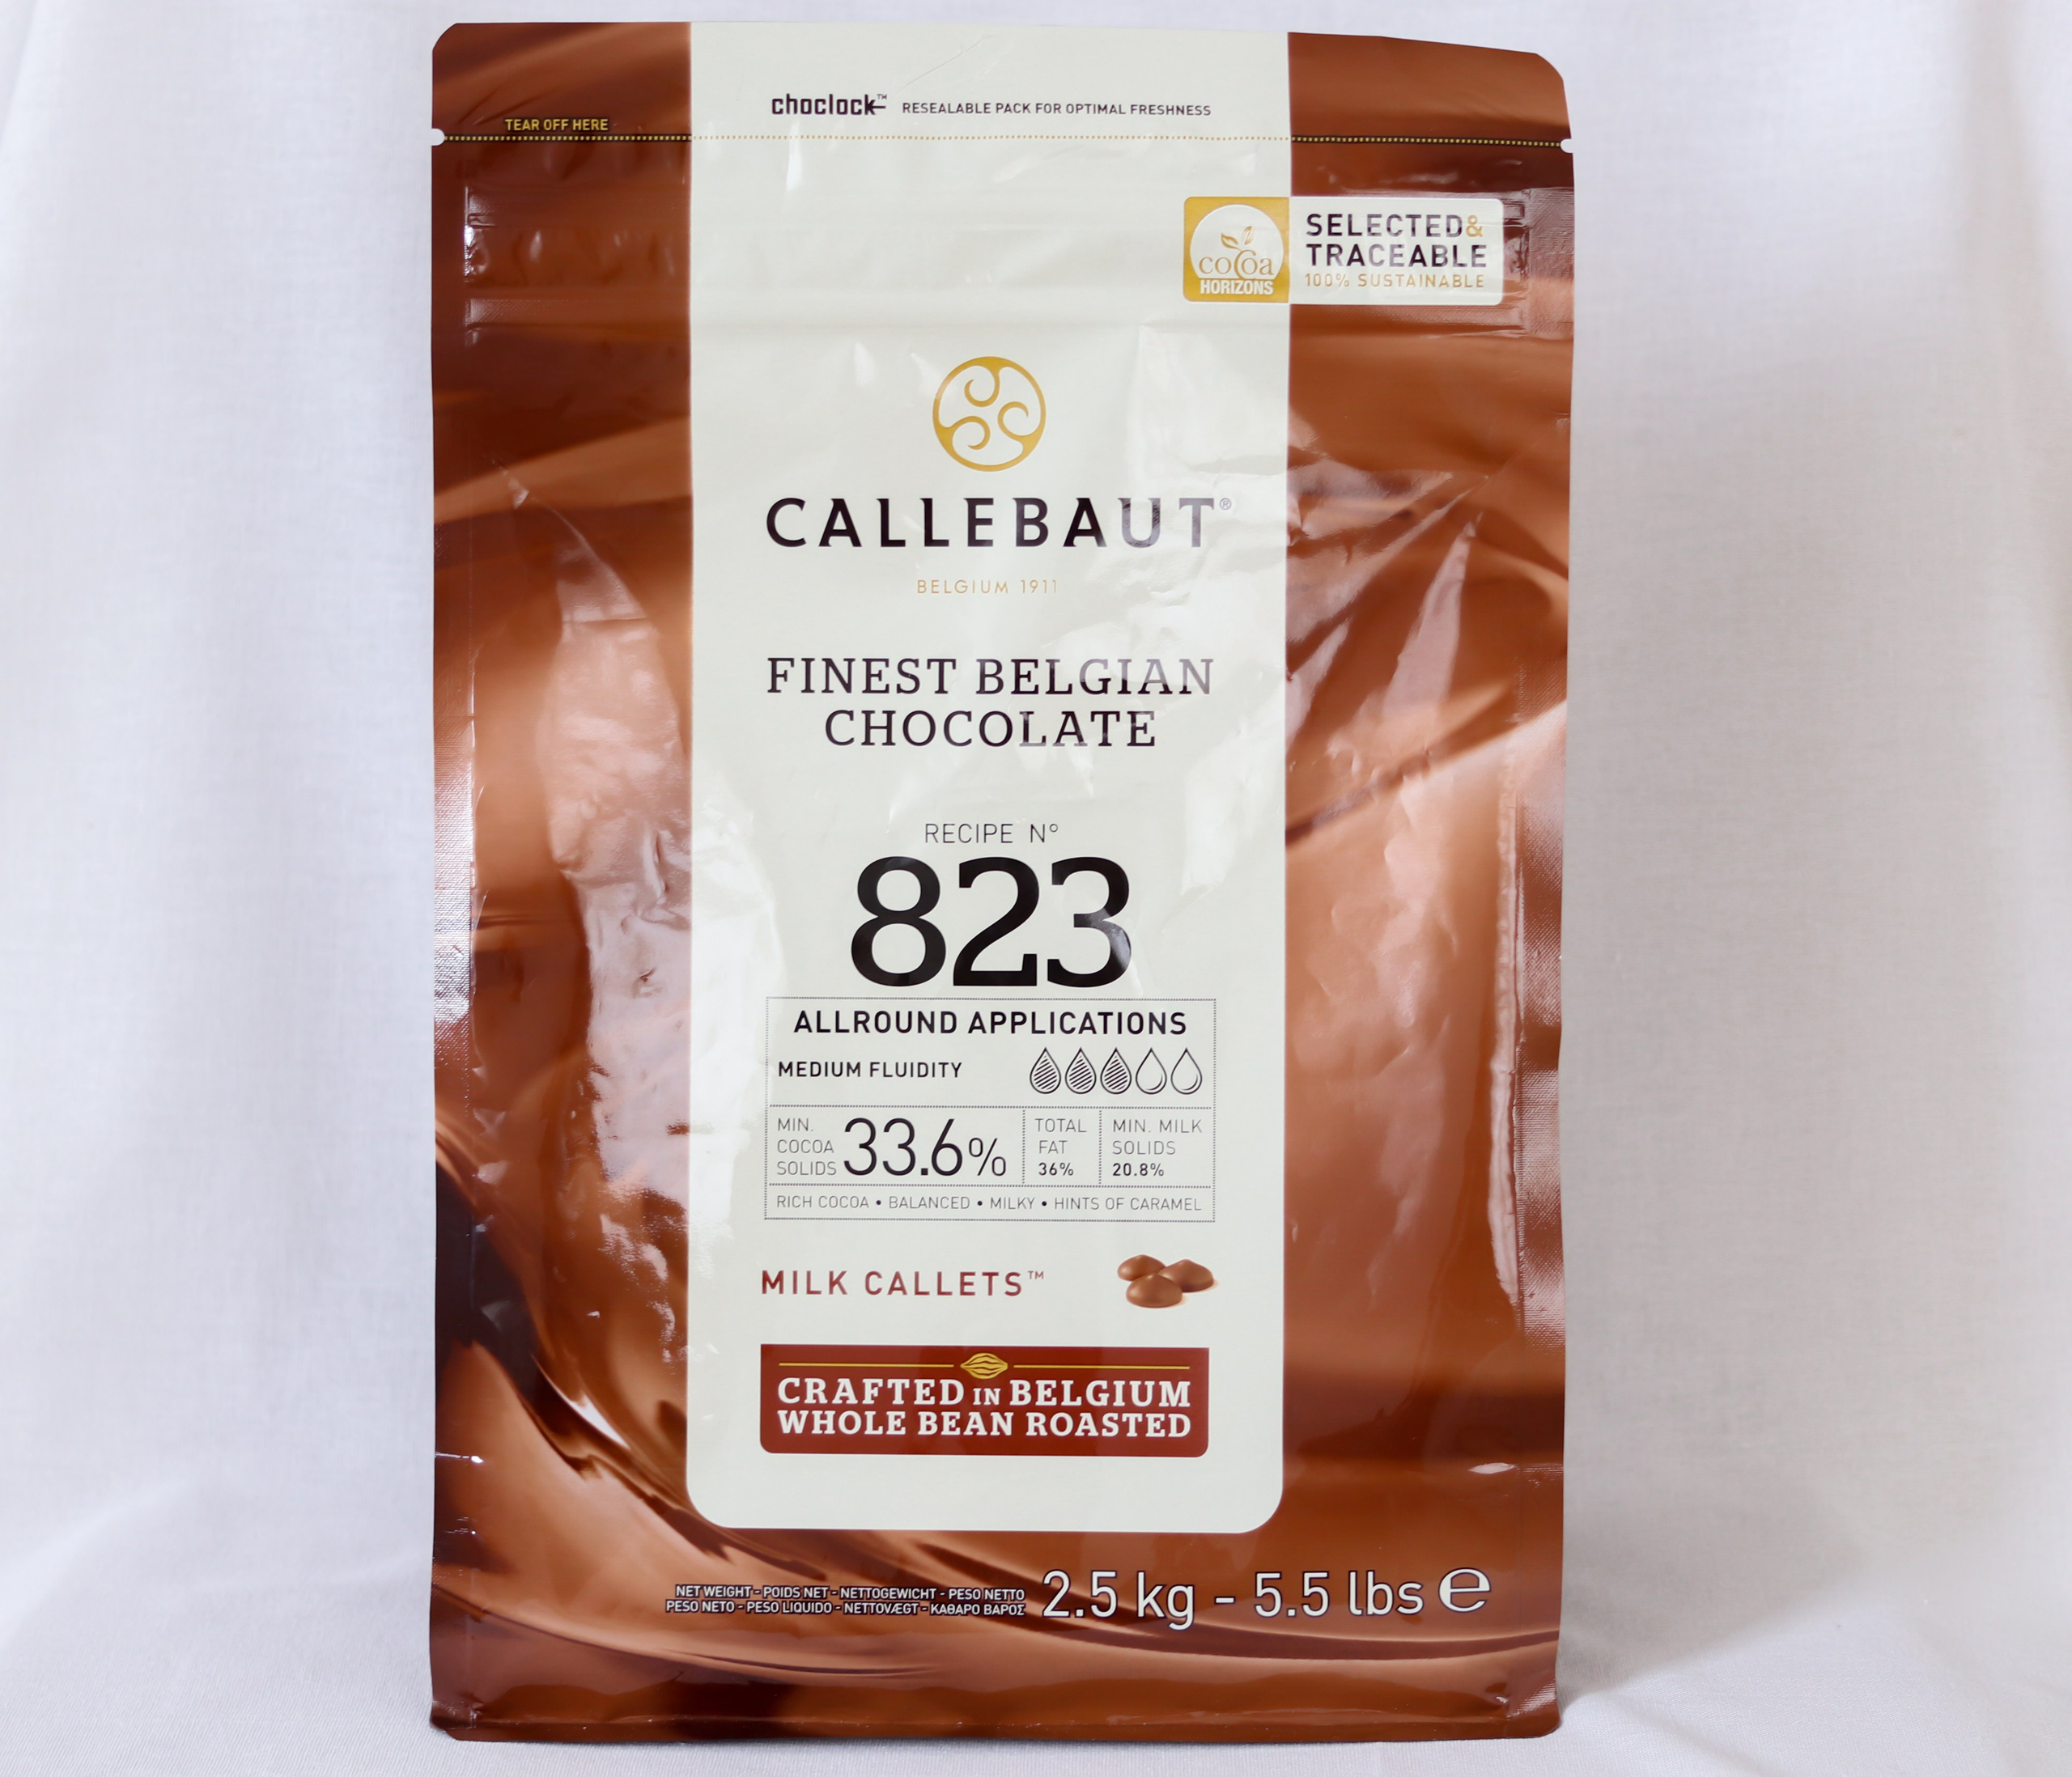 choclock™ RESEALABLE PACK FOR OPTIMAL FRESHNESS
TEAR OFF HERE
cocoa
HORIZONS
SELECTED&
TRACEABLE
100% SUSTAINABLE
CALLEBAUT®
BELGIUM 1911
FINEST BELGIAN
CHOCOLATE
RECIPE N°
823
ALLROUND APPLICATIONS
MEDIUM FLUIDITY
MIN.
COCOA
SOLIDS
33.6%
TOTAL
FAT
36%
MIN. MILK
SOLIDS
20.8%
RICH COCOA • BALANCED • MILKY • HINTS OF CARAMEL
MILK CALLETS™
CRAFTED IN BELGIUM
WHOLE BEAN ROASTED
NET WEIGHT - POIDS NET - NETTOGEWICHT - PESO NETTO
PESO NETO - PESO LIQUIDO - NETTOVÆGT - ΚΑΘΑΡΟ ΒΑΡΟΣ
2.5 kg - 5.5 lbs ℮